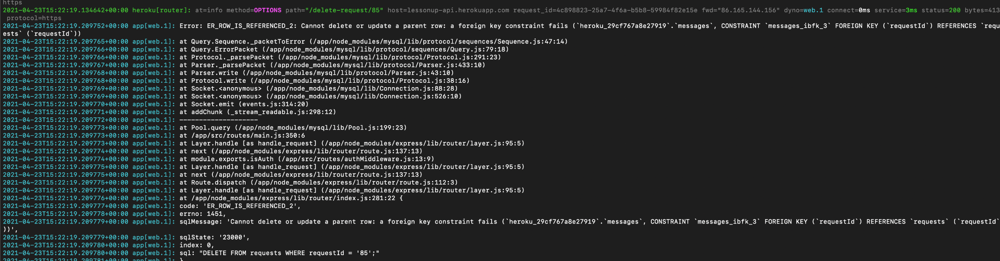 https
2021-04-23T15:22:19.134642+00:00 heroku[router]: at=info method=OPTIONS path="/delete-request/85" host=lessonup-api.herokuapp.com request_id=4c898823-25a7-4f6a-b5b8-59984f82e15e fwd="86.165.144.156" dyno=web.1 connect=0ms service=3ms status=200 bytes=413
protocol=https
2021-04-23T15:22:19.209752+00:00 app[web.1]: Error: ER_ROW_IS_REFERENCED_2: Cannot delete or update a parent row: a foreign key constraint fails (`heroku_29cf767a8e27919`.`messages`, CONSTRAINT `messages_ibfk_3` FOREIGN KEY (`requestId`) REFERENCES `requ
ests` (`requestId`))
2021-04-23T15:22:19.209765+00:00 app[web.1]: at Query.Sequence._packetToError (/app/node_modules/mysql/lib/protocol/sequences/Sequence.js:47:14)
2021-04-23T15:22:19.209766+00:00 app[web.1]: at Query.ErrorPacket (/app/node_modules/mysql/lib/protocol/sequences/Query.js:79:18)
2021-04-23T15:22:19.209766+00:00 app[web.1]: at Protocol._parsePacket (/app/node_modules/mysql/lib/protocol/Protocol.js:291:23)
2021-04-23T15:22:19.209767+00:00 app[web.1]: at Parser._parsePacket (/app/node_modules/mysql/lib/protocol/Parser.js:433:10)
2021-04-23T15:22:19.209768+00:00 app[web.1]: at Parser.write (/app/node_modules/mysql/lib/protocol/Parser.js:43:10)
2021-04-23T15:22:19.209768+00:00 app[web.1]: at Protocol.write (/app/node_modules/mysql/lib/protocol/Protocol.js:38:16)
2021-04-23T15:22:19.209769+00:00 app[web.1]: at Socket.<anonymous> (/app/node_modules/mysql/lib/Connection.js:88:28)
2021-04-23T15:22:19.209769+00:00 app[web.1]: at Socket.<anonymous> (/app/node_modules/mysql/lib/Connection.js:526:10)
2021-04-23T15:22:19.209770+00:00 app[web.1]: at Socket.emit (events.js:314:20)
2021-04-23T15:22:19.209771+00:00 app[web.1]: at addChunk (_stream_readable.js:298:12)
2021-04-23T15:22:19.209772+00:00 app[web.1]: --------------------
2021-04-23T15:22:19.209773+00:00 app[web.1]: at Pool.query (/app/node_modules/mysql/lib/Pool.js:199:23)
2021-04-23T15:22:19.209773+00:00 app[web.1]: at /app/src/routes/main.js:350:6
2021-04-23T15:22:19.209773+00:00 app[web.1]: at Layer.handle [as handle_request] (/app/node_modules/express/lib/router/layer.js:95:5)
2021-04-23T15:22:19.209774+00:00 app[web.1]: at next (/app/node_modules/express/lib/router/route.js:137:13)
2021-04-23T15:22:19.209774+00:00 app[web.1]: at module.exports.isAuth (/app/src/routes/authMiddleware.js:13:9)
2021-04-23T15:22:19.209775+00:00 app[web.1]: at Layer.handle [as handle_request] (/app/node_modules/express/lib/router/layer.js:95:5)
2021-04-23T15:22:19.209775+00:00 app[web.1]: at next (/app/node_modules/express/lib/router/route.js:137:13)
2021-04-23T15:22:19.209775+00:00 app[web.1]: at Route.dispatch (/app/node_modules/express/lib/router/route.js:112:3)
2021-04-23T15:22:19.209776+00:00 app[web.1]: at Layer.handle [as handle_request] (/app/node_modules/express/lib/router/layer.js:95:5)
2021-04-23T15:22:19.209776+00:00 app[web.1]: at /app/node_modules/express/lib/router/index.js:281:22 {
2021-04-23T15:22:19.209777+00:00 app[web.1]: code: 'ER_ROW_IS_REFERENCED_2',
2021-04-23T15:22:19.209778+00:00 app[web.1]: errno: 1451,
2021-04-23T15:22:19.209779+00:00 app[web.1]: sqlMessage: 'Cannot delete or update a parent row: a foreign key constraint fails (`heroku_29cf767a8e27919`.`messages`, CONSTRAINT `messages_ibfk_3` FOREIGN KEY (`requestId`) REFERENCES `requests` (`requestId`
))',
2021-04-23T15:22:19.209779+00:00 app[web.1]: sqlState: '23000',
2021-04-23T15:22:19.209780+00:00 app[web.1]: index: 0,
2021-04-23T15:22:19.209780+00:00 app[web.1]: sql: "DELETE FROM requests WHERE requestId = '85';"
2021-04-23T15:22:19.209781+00:00 app[web.1]: }